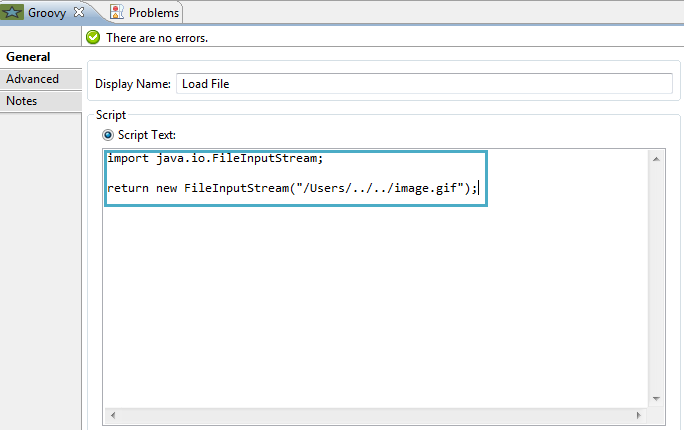 Groovy
Problems
There are no errors.
General
Advanced
Notes
Display Name: Load File
Script
Script Text:
import java.io.FileInputStream;
return new FileInputStream("/Users/../../image.gif");